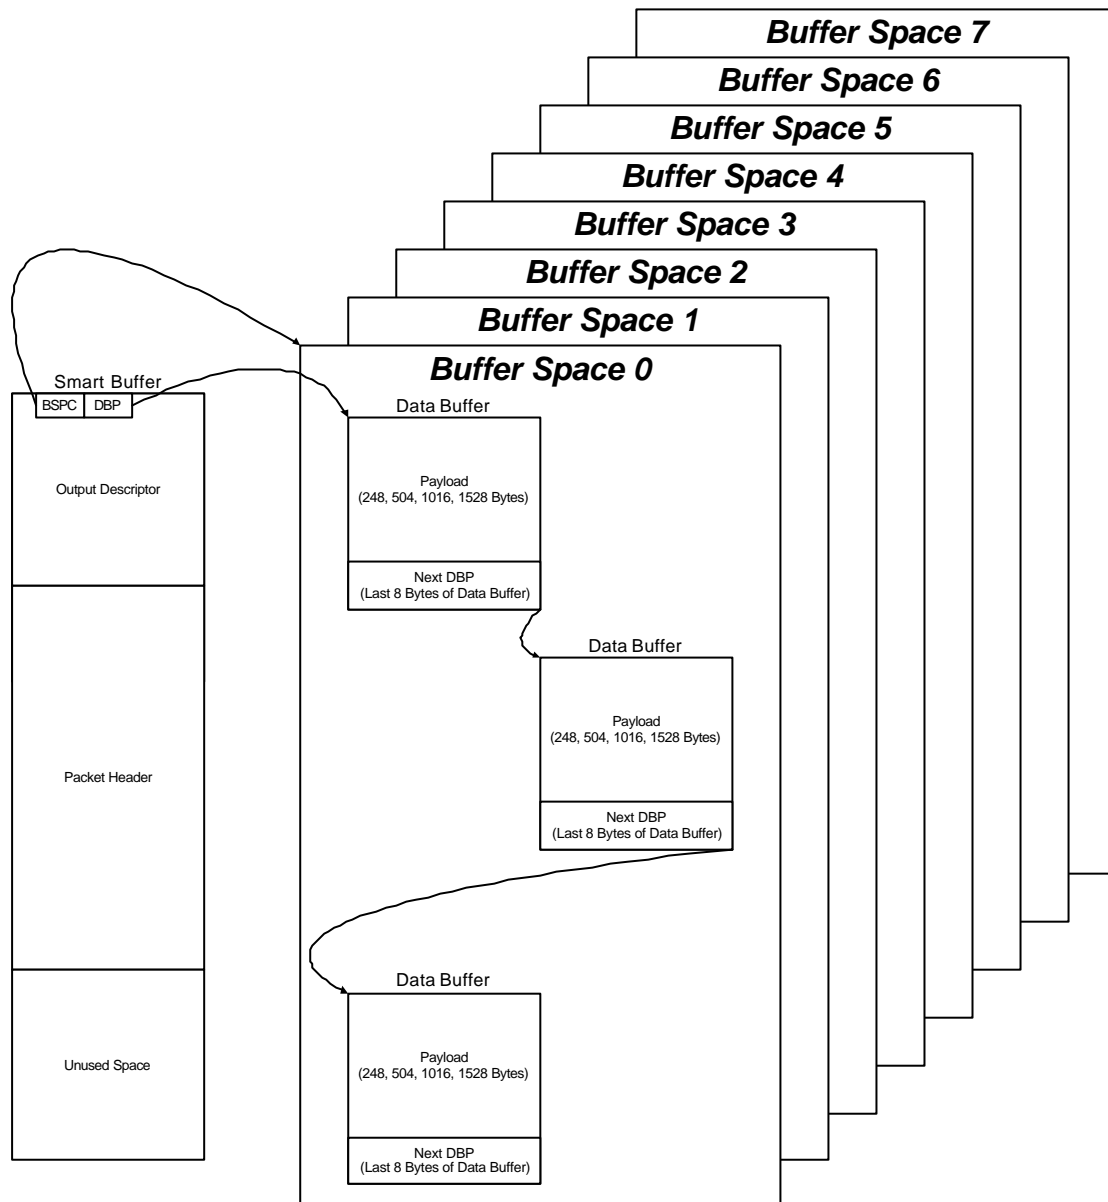 Buffer Space 7
Buffer Space 6
Buffer Space 5
Buffer Space 4
Buffer Space 3
Buffer Space 2
Buffer Space 1
Buffer Space 0
Smart Buffer
BSPC
DBP
Output Descriptor
Packet Header
Unused Space
Data Buffer
Payload
(248, 504, 1016, 1528 Bytes)
Next DBP
(Last 8 Bytes of Data Buffer)
Data Buffer
Payload
(248, 504, 1016, 1528 Bytes)
Next DBP
(Last 8 Bytes of Data Buffer)
Data Buffer
Payload
(248, 504, 1016, 1528 Bytes)
Next DBP
(Last 8 Bytes of Data Buffer)